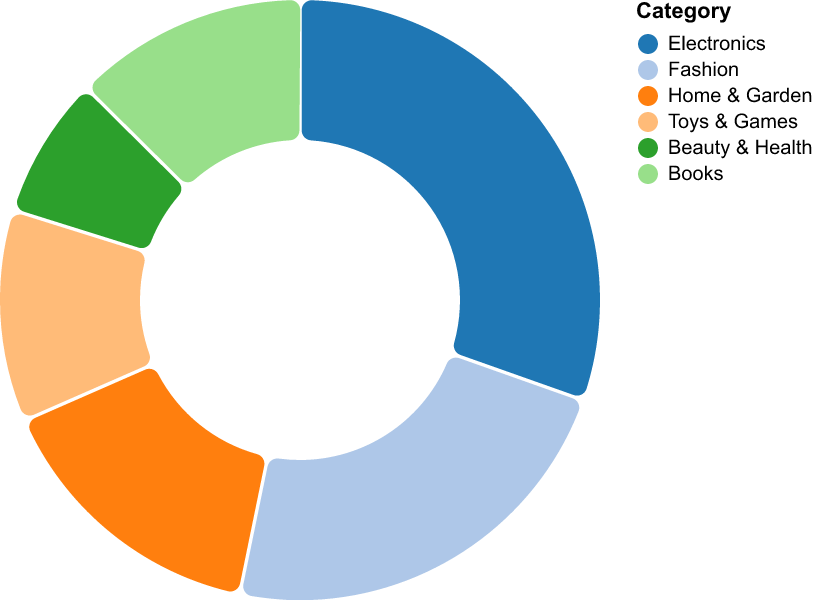 Category
Electronics
Fashion
Home & Garden
Toys & Games
Beauty & Health
Books